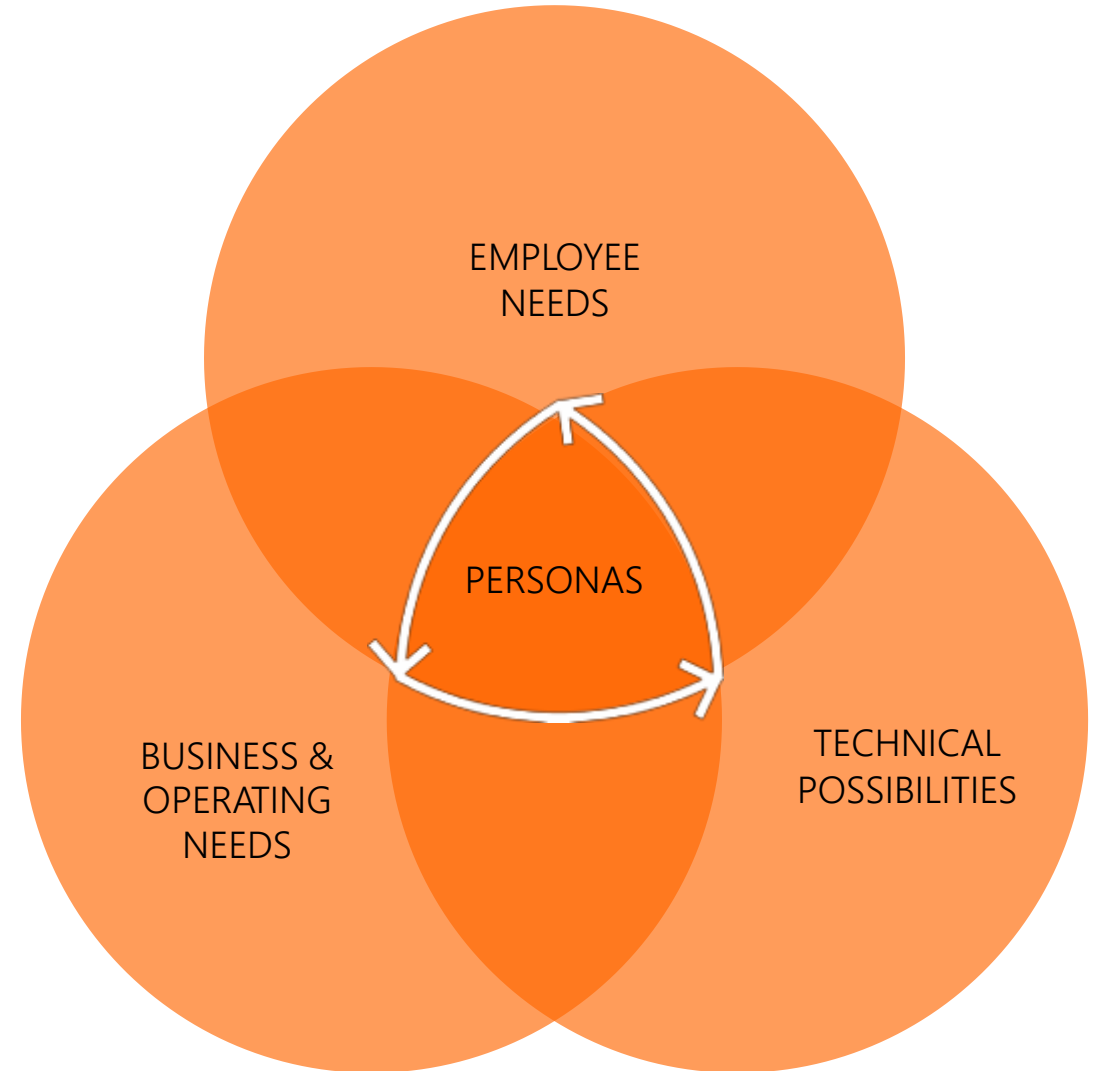 EMPLOYEE
NEEDS
PERSONAS
BUSINESS &
OPERATING
NEEDS
TECHNICAL
POSSIBILITIES